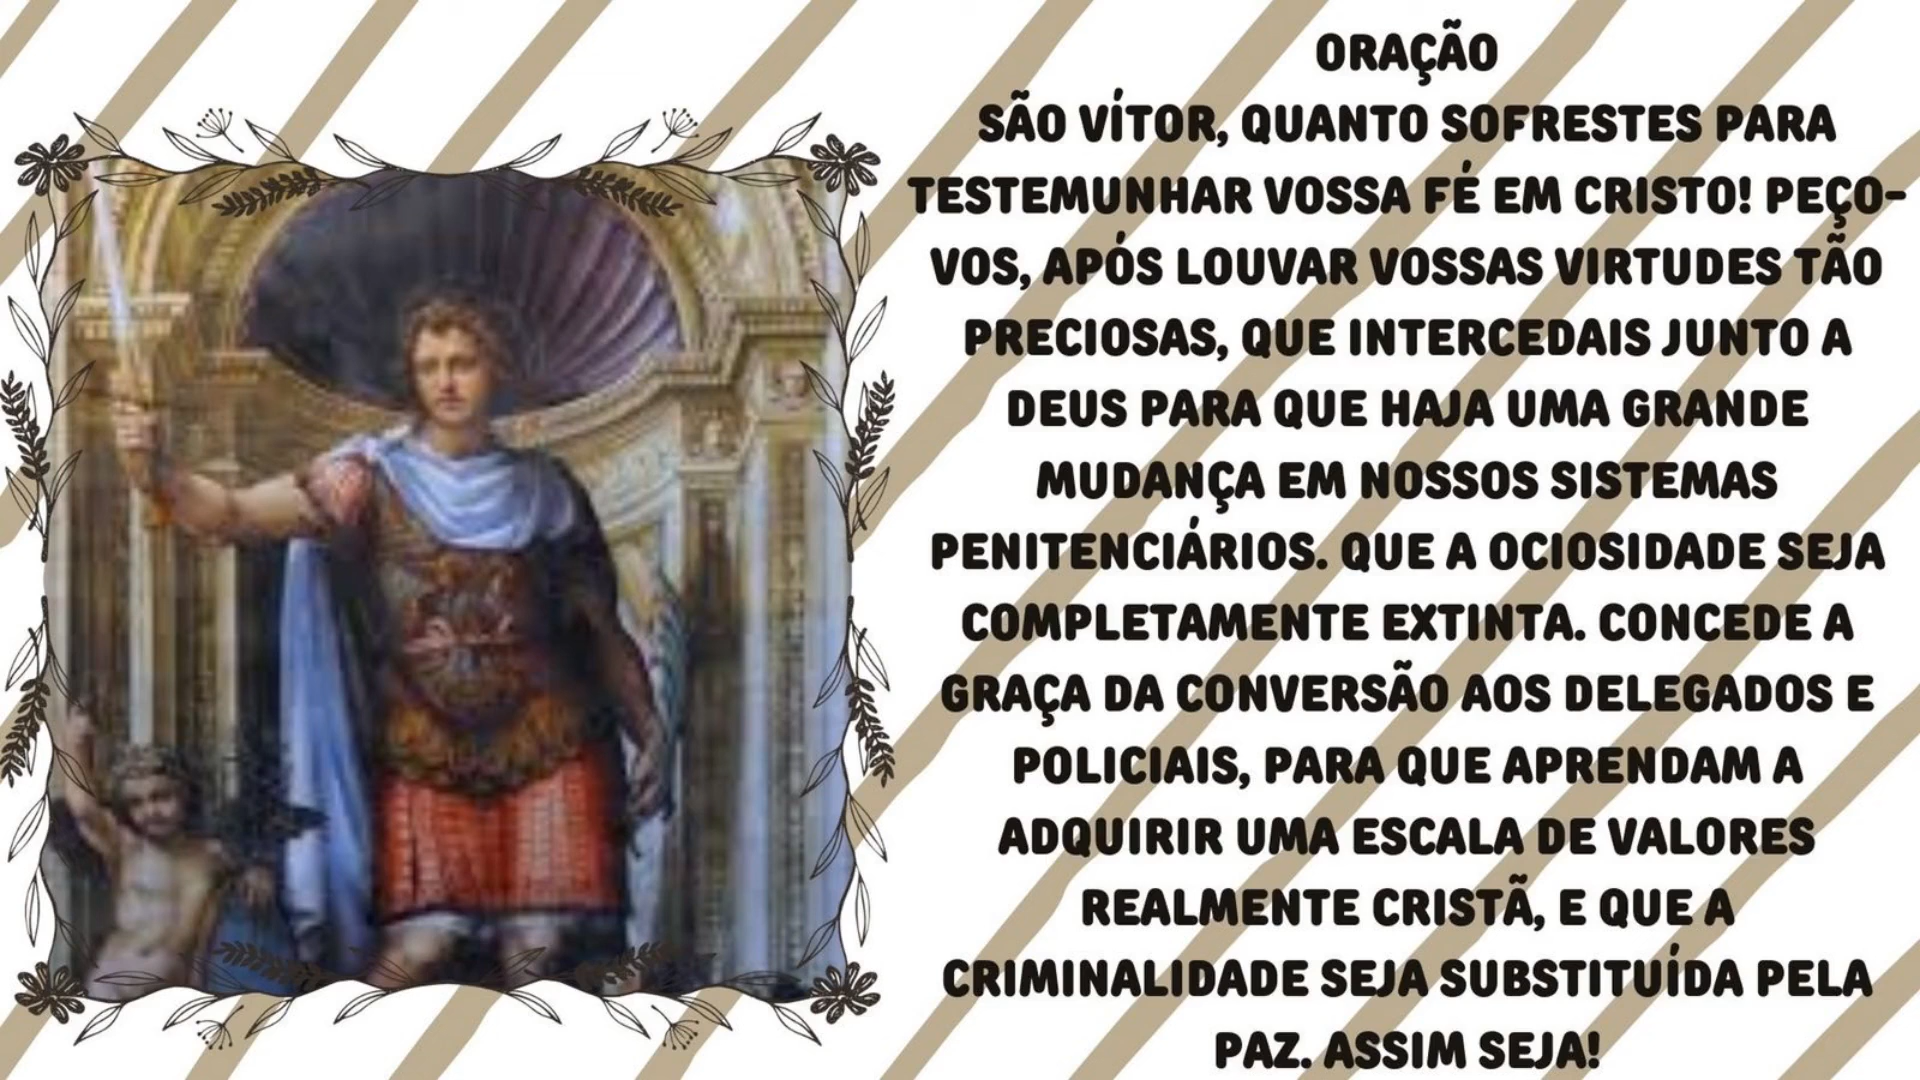 ORAÇÃO
SÃO VÍTOR, QUANTO SOFRESTES PARA
TESTEMUNHAR VOSSA FÉ EM CRISTO! PEÇO-
VOS, APÓS LOUVAR VOSSAS VIRTUDES TÃO
PRECIOSAS, QUE INTERCEDAIS JUNTO A
DEUS PARA QUE HAJA UMA GRANDE
MUDANÇA EM NOSSOS SISTEMAS
PENITENCIÁRIOS. QUE A OCIOSIDADE SEJA
COMPLETAMENTE EXTINTA. CONCEDE A
GRAÇA DA CONVERSÃO AOS DELEGADOS E
POLICIAIS, PARA QUE APRENDAM A
ADQUIRIR UMA ESCALA DE VALORES
REALMENTE CRISTÃ, E QUE A
CRIMINALIDADE SEJA SUBSTITUÍDA PELA
PAZ. ASSIM SEJA!